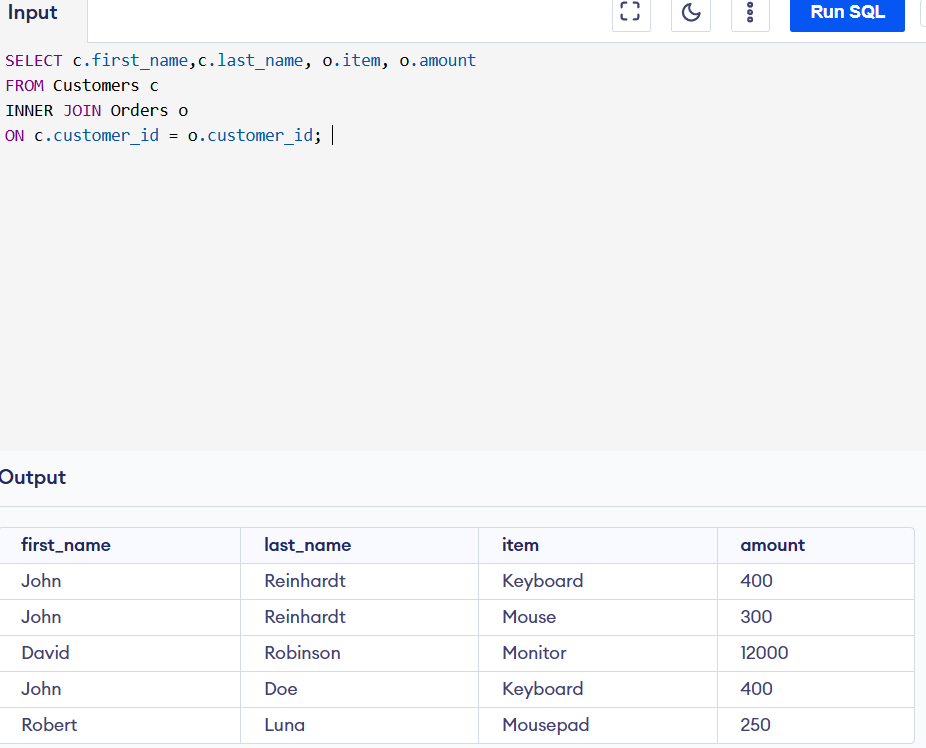 Input
Run SQL
SELECT c.first_name,c.last_name, o.item, o.amount
FROM Customers c
INNER JOIN Orders o
ON c.customer_id = o.customer_id;
Output
first_name last_name item amount
John Reinhardt Keyboard 400
John Reinhardt Mouse 300
David Robinson Monitor 12000
John Doe Keyboard 400
Robert Luna Mousepad 250